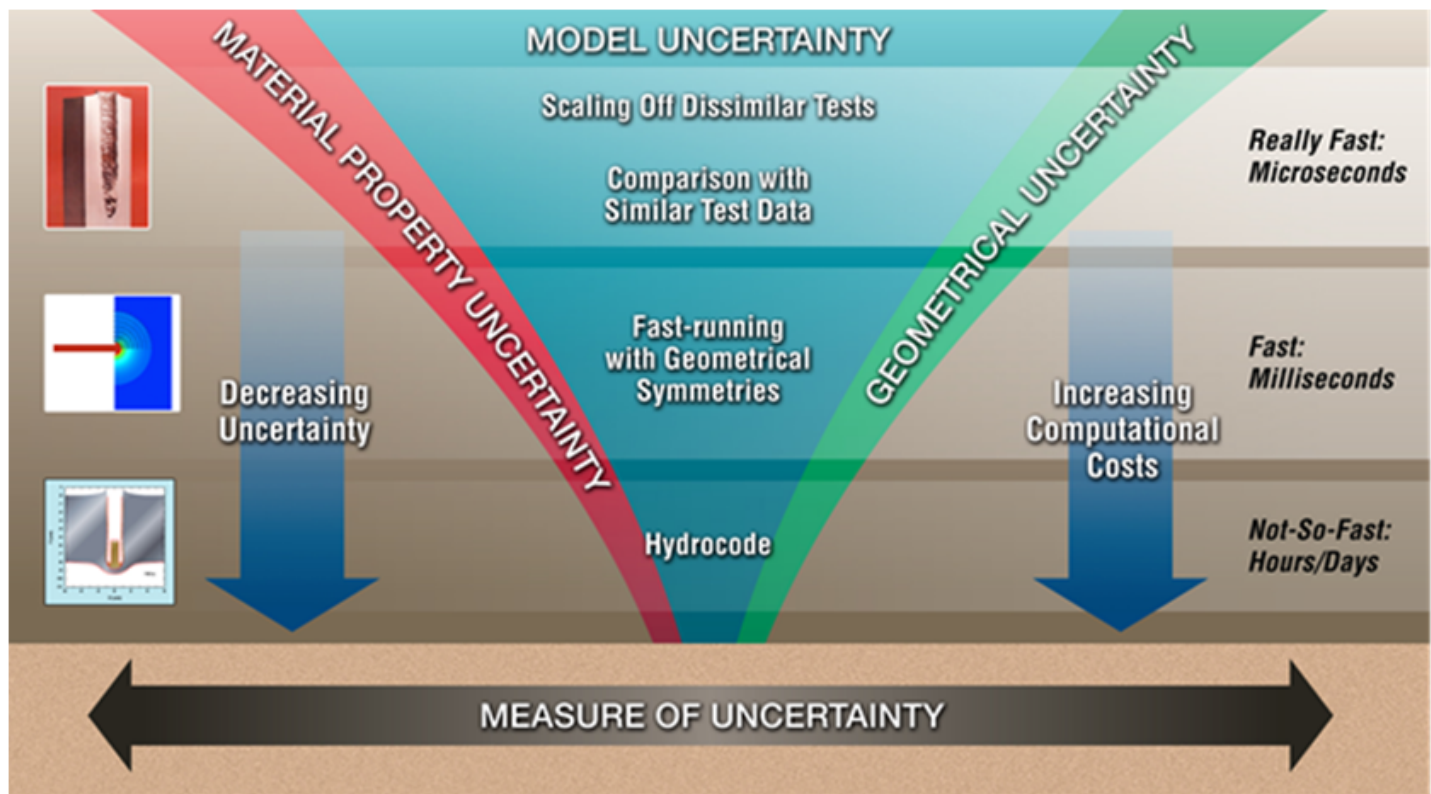 MODEL UNCERTAINTY
MATERIAL PROPERTY UNCERTAINTY
GEOMETRICAL UNCERTAINTY
Scaling Off Dissimilar Tests
Comparison with
Similar Test Data
Really Fast:
Microseconds
Fast-running
with Geometrical
Symmetries
Fast:
Milliseconds
Decreasing
Uncertainty
Increasing
Computational
Costs
Hydrocode
Not-So-Fast:
Hours/Days
MEASURE OF UNCERTAINTY